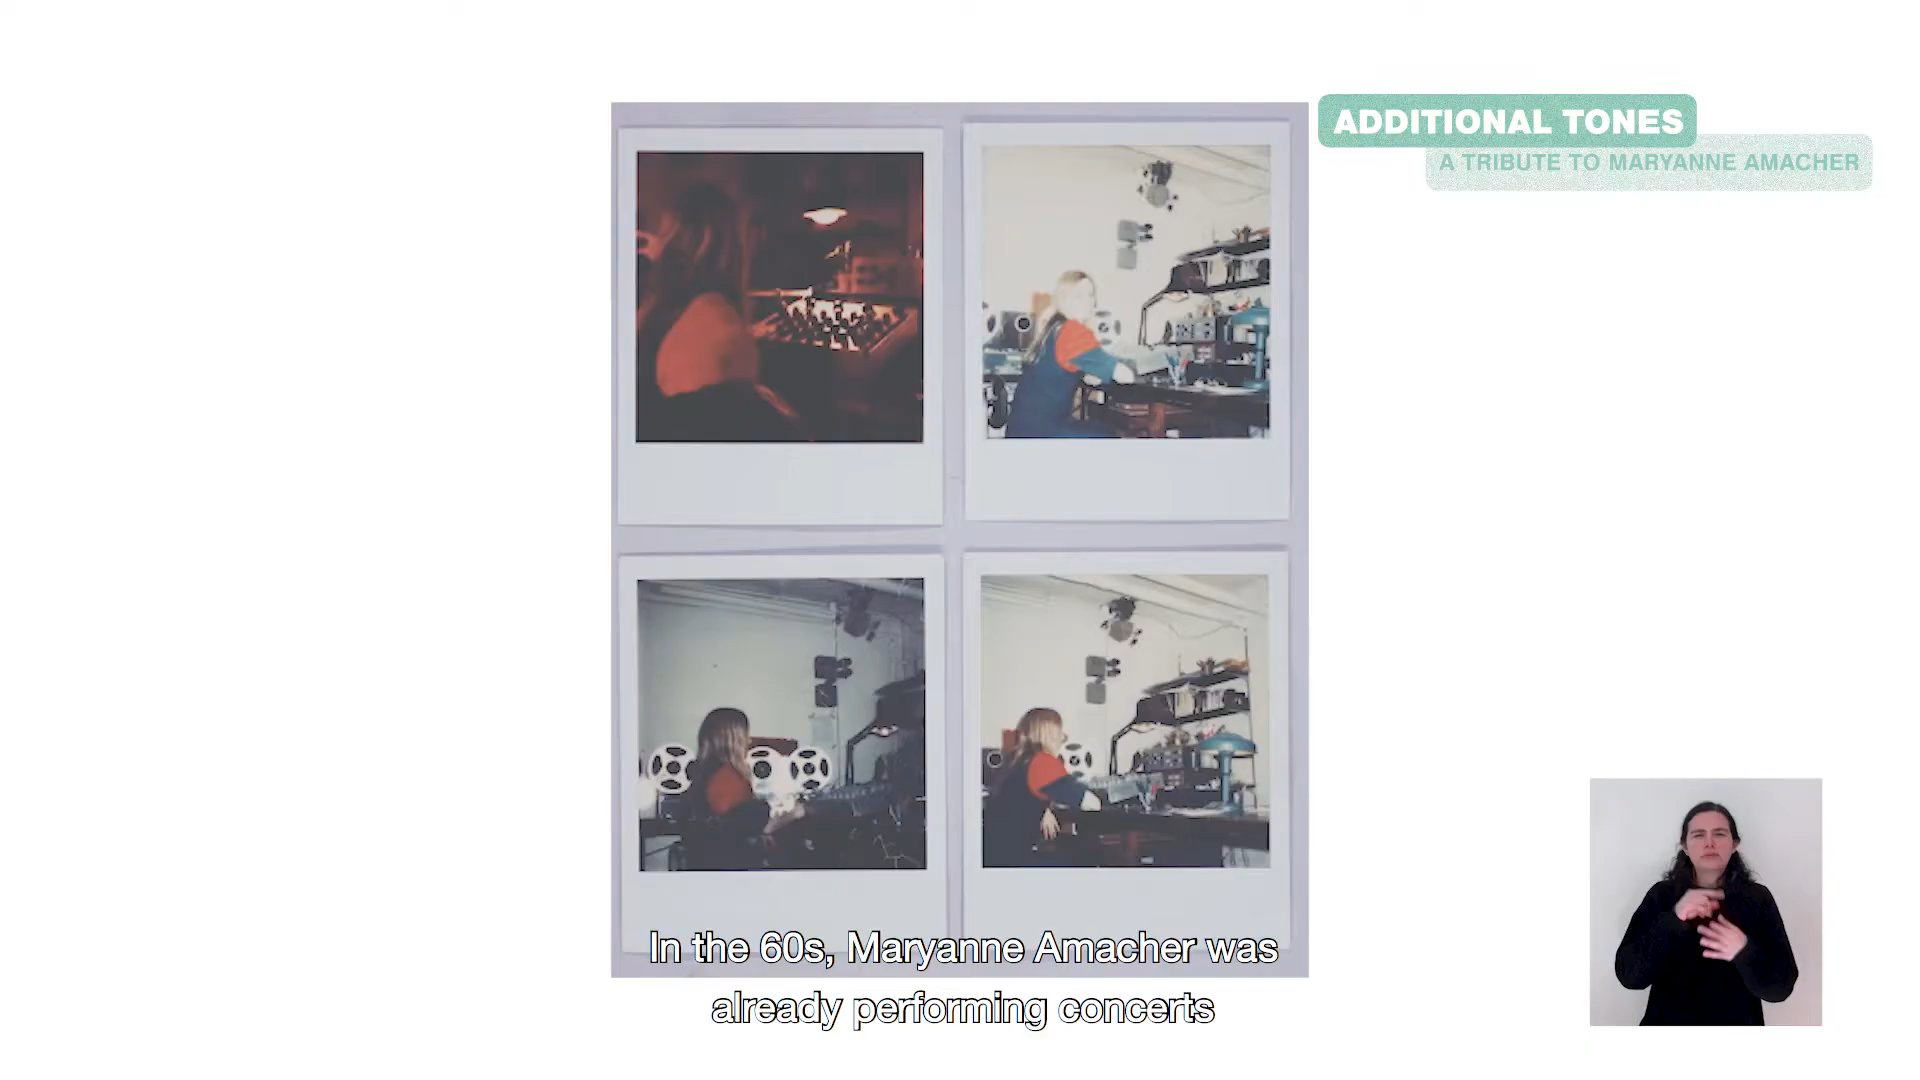 ADDITIONAL TONES
A TRIBUTE TO MARYANNE AMACHER
In the 60s, Maryanne Amacher was
already performing concerts